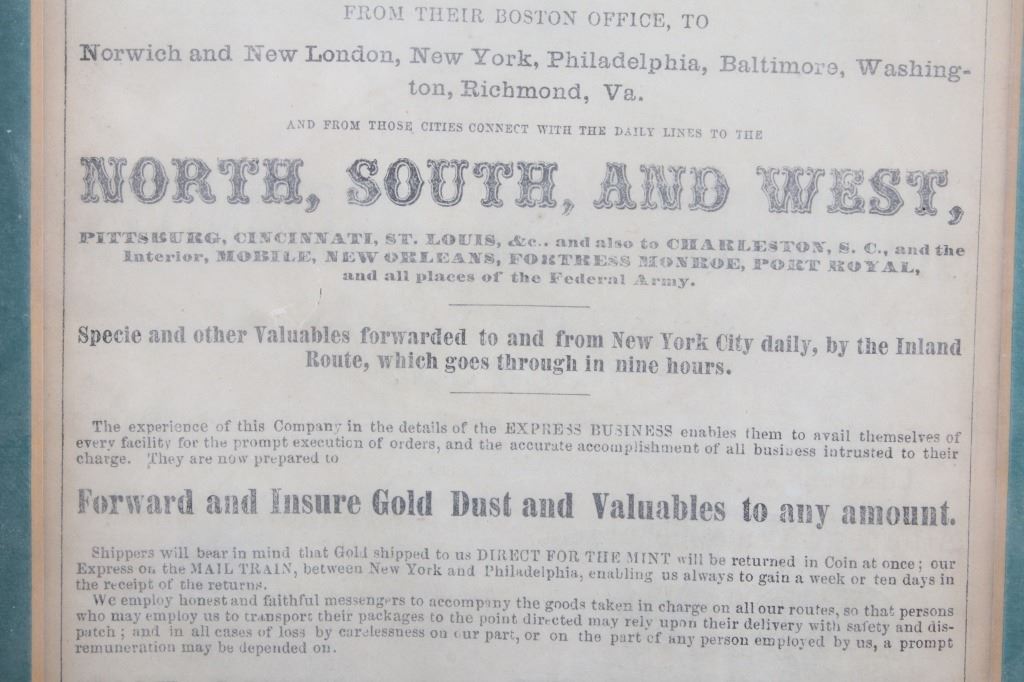 FROM THEIR BOSTON OFFICE, TO
Norwich and New London, New York, Philadelphia, Baltimore, Washing-
ton, Richmond, Va.
AND FROM THOSE CITIES CONNECT WITH THE DAILY LINES TO THE
NORTH, SOUTH, AND WEST,
PITTSBURG, CINCINNATI, ST. LOUIS, &c., and also to CHARLESTON, S. C., and the
Interior, MOBILE, NEW ORLEANS, FORTRESS MONROE, PORT ROYAL,
and all places of the Federal Army.
Specie and other Valuables forwarded to and from New York City daily, by the Inland
Route, which goes through in nine hours.
The experience of this Company in the details of the EXPRESS BUSINESS enables them to avail themselves of
every facility for the prompt execution of orders, and the accurate accomplishment of all business intrusted to their
charge. They are now prepared to
Forward and Insure Gold Dust and Valuables to any amount.
Shippers will bear in mind that Gold shipped to us DIRECT FOR THE MINT will be returned in Coin at once; our
Express on the MAIL TRAIN, between New York and Philadelphia, enabling us always to gain a week or ten days in
the receipt of the returns.
We employ honest and faithful messengers to accompany the goods taken in charge on all our routes, so that persons
who may employ us to transport their packages to the point directed may rely upon their delivery with safety and dis-
patch; and in all cases of loss by carelessness on our part, or on the part of any person employed by us, a prompt
remuneration may be depended on.